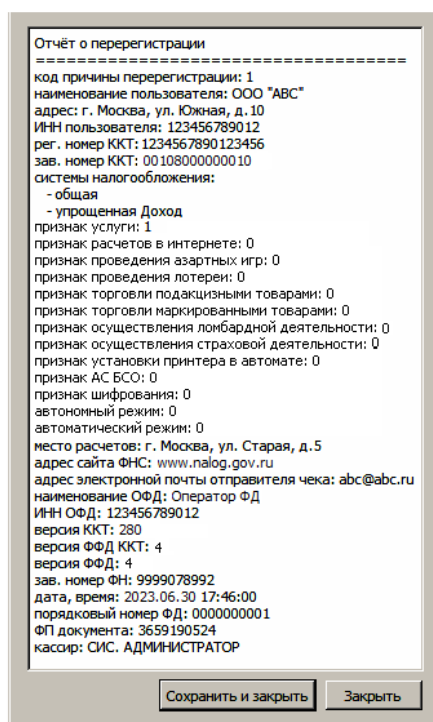 Отчёт о перерегистрации
=====================================
код причины перерегистрации: 1
наименование пользователя: ООО "АВС"
адрес: г. Москва, ул. Южная, д.10
ИНН пользователя: 123456789012
рег. номер ККТ: 1234567890123456
зав. номер ККТ: 00108000000010
системы налогообложения:
- общая
- упрощенная Доход
признак услуги: 1
признак расчетов в интернете: 0
признак проведения азартных игр: 0
признак проведения лотереи: 0
признак торговли подакцизными товарами: 0
признак торговли маркированными товарами: 0
признак осуществления ломбардной деятельности: 0
признак осуществления страховой деятельности: 0
признак установки принтера в автомате: 0
признак АС БСО: 0
признак шифрования: 0
автономный режим: 0
автоматический режим: 0
место расчетов: г. Москва, ул. Старая, д.5
адрес сайта ФНС: www.nalog.gov.ru
адрес электронной почты отправителя чека: abc@abc.ru
наименование ОФД: Оператор ФД
ИНН ОФД: 123456789012
версия ККТ: 280
версия ФФД ККТ: 4
версия ФФД: 4
зав. номер ФН: 9999078992
дата, время: 2023.06.30 17:46:00
порядковый номер ФД: 0000000001
ФП документа: 3659190524
кассир: СИС. АДМИНИСТРАТОР
Сохранить и закрыть
Закрыть